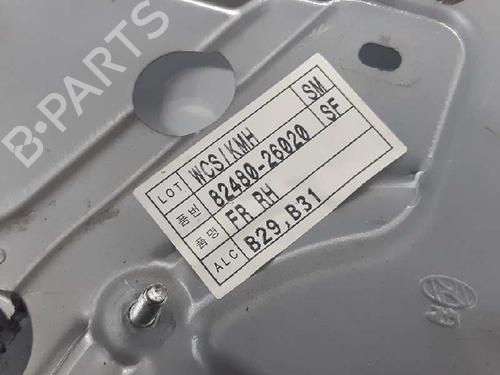 B-PARTS
LOT WCS/KMH SM
품번 82480-26020 SF
품명 FR RH
ALC B29,B31